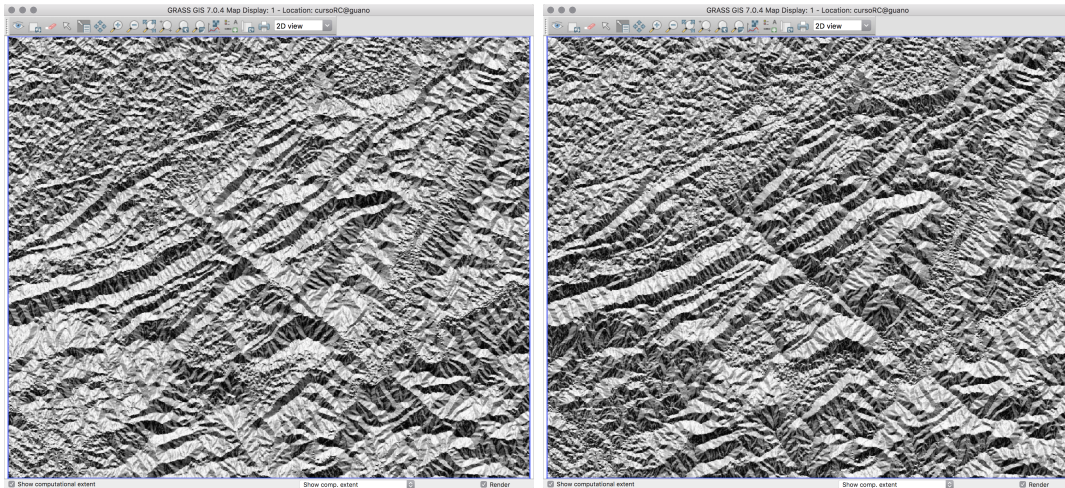 GRASS GIS 7.0.4 Map Display: 1 - Location: cursoRC@guano
2D view
Show computational extent
Show comp. extent
Render
GRASS GIS 7.0.4 Map Display: 1 - Location: cursoRC@guano
2D view
Show computational extent
Show comp. extent
Render